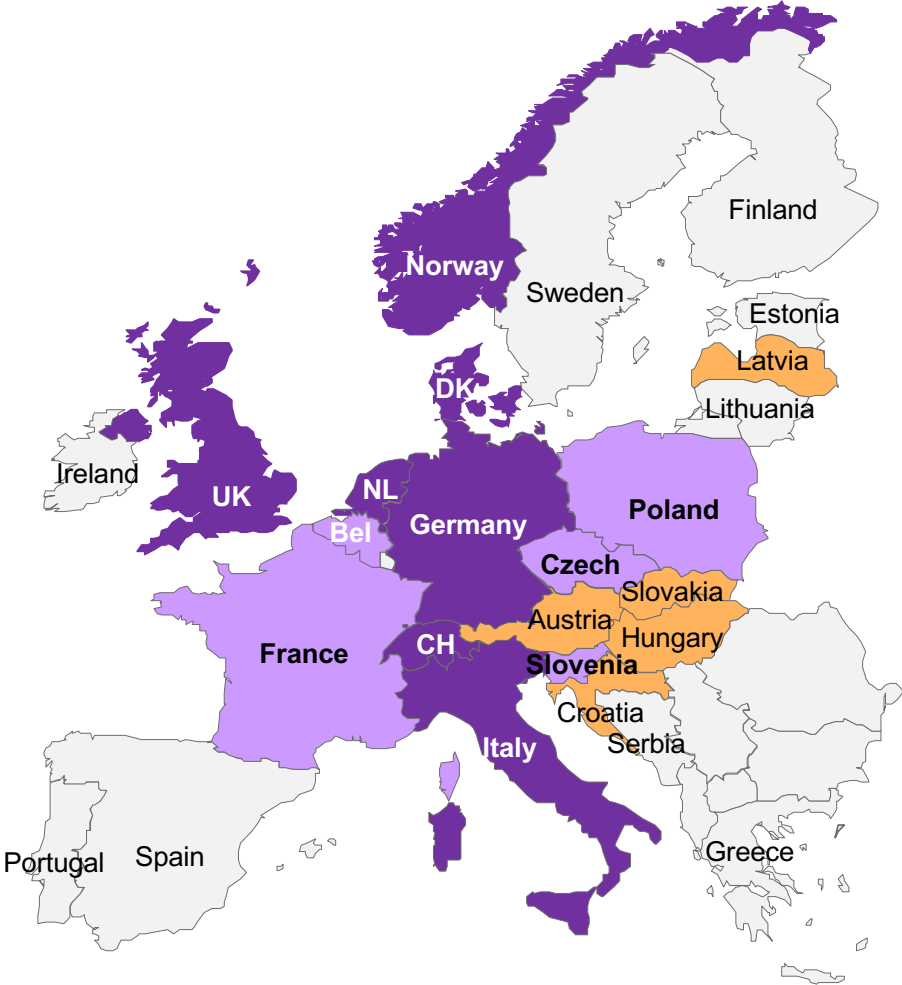 Finland
Norway
Sweden
Estonia
Latvia
DK
Lithuania
Ireland
NL
UK
Poland
Germany
Bel
Czech
Slovakia
Austria
Hungary
CH
France
Slovenia
Croatia
Serbia
Italy
Greece
Spain
Portugal